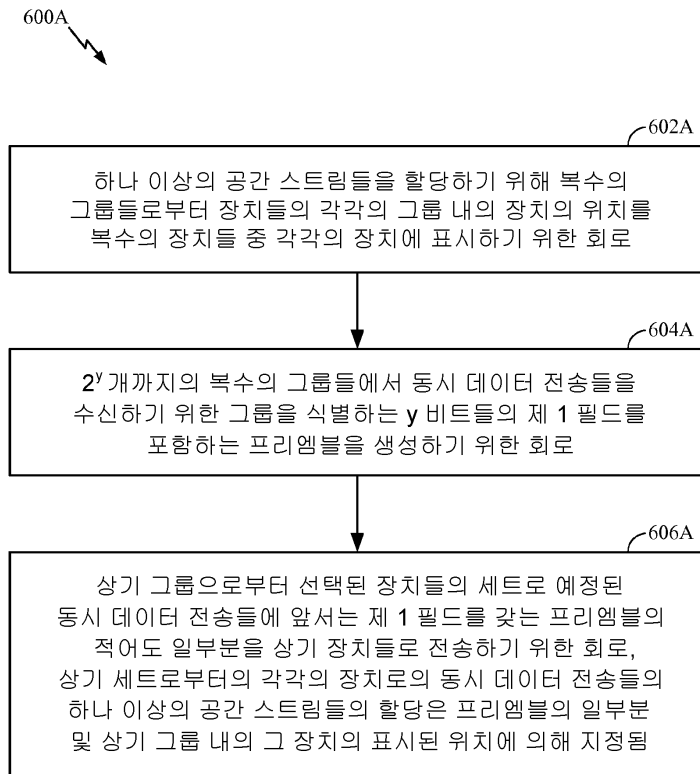 600A
602A
하나 이상의 공간 스트림들을 할당하기 위해 복수의
그룹들로부터 장치들의 각각의 그룹 내의 장치의 위치를
복수의 장치들 중 각각의 장치에 표시하기 위한 회로
604A
2^y 개까지의 복수의 그룹들에서 동시 데이터 전송들을
수신하기 위한 그룹을 식별하는 y 비트들의 제 1 필드를
포함하는 프리엠블을 생성하기 위한 회로
606A
상기 그룹으로부터 선택된 장치들의 세트로 예정된
동시 데이터 전송들에 앞서는 제 1 필드를 갖는 프리엠블의
적어도 일부분을 상기 장치들로 전송하기 위한 회로,
상기 세트로부터의 각각의 장치로의 동시 데이터 전송들의
하나 이상의 공간 스트림들의 할당은 프리엠블의 일부분
및 상기 그룹 내의 그 장치의 표시된 위치에 의해 지정됨